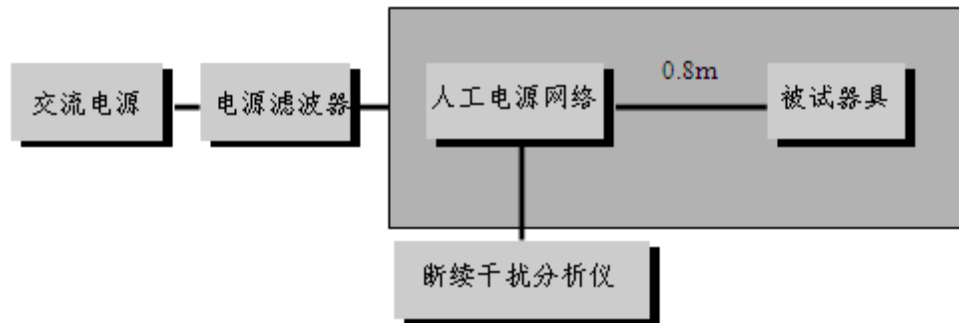 0.8m
交流电源
电源滤波器
人工电源网络
被试器具
断续干扰分析仪